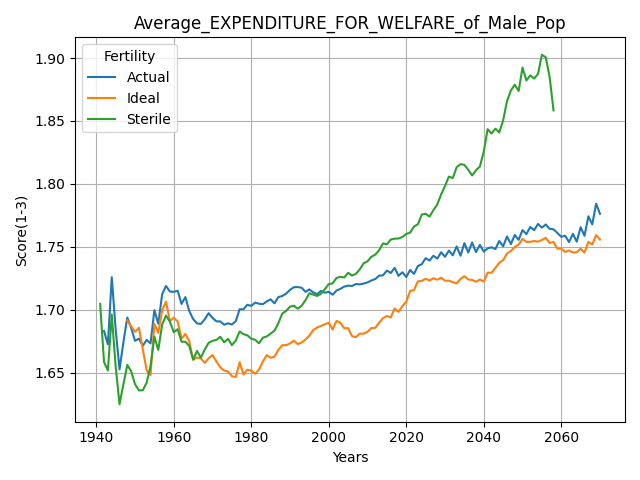 Average_EXPENDITURE_FOR_WELFARE_of_Male_Pop
Fertility
Actual
Ideal
Sterile
Score(1-3)
1.90
1.85
1.80
1.75
1.70
1.65
1940 1960 1980 2000 2020 2040 2060
Years